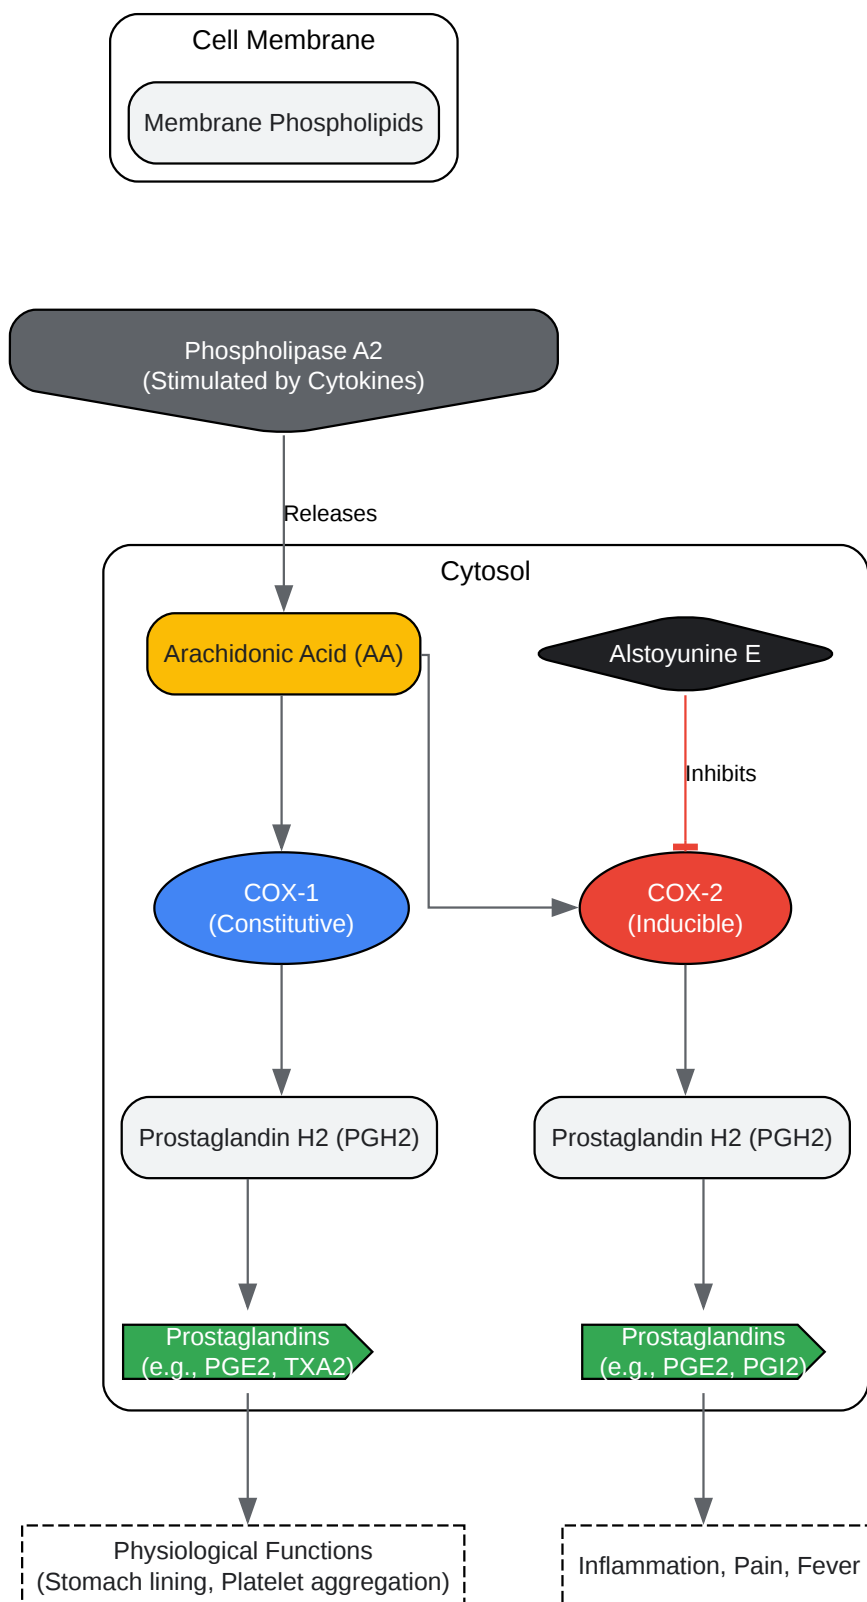 Cell Membrane
Membrane Phospholipids
Phospholipase A2
(Stimulated by Cytokines)
Releases
Cytosol
Arachidonic Acid (AA)
Alstoyunine E
Inhibits
COX-1
(Constitutive)
COX-2
(Inducible)
Prostaglandin H2 (PGH2)
Prostaglandin H2 (PGH2)
Prostaglandins
(e.g., PGE2, TXA2)
Prostaglandins
(e.g., PGE2, PGI2)
Physiological Functions
(Stomach lining, Platelet aggregation)
Inflammation, Pain, Fever